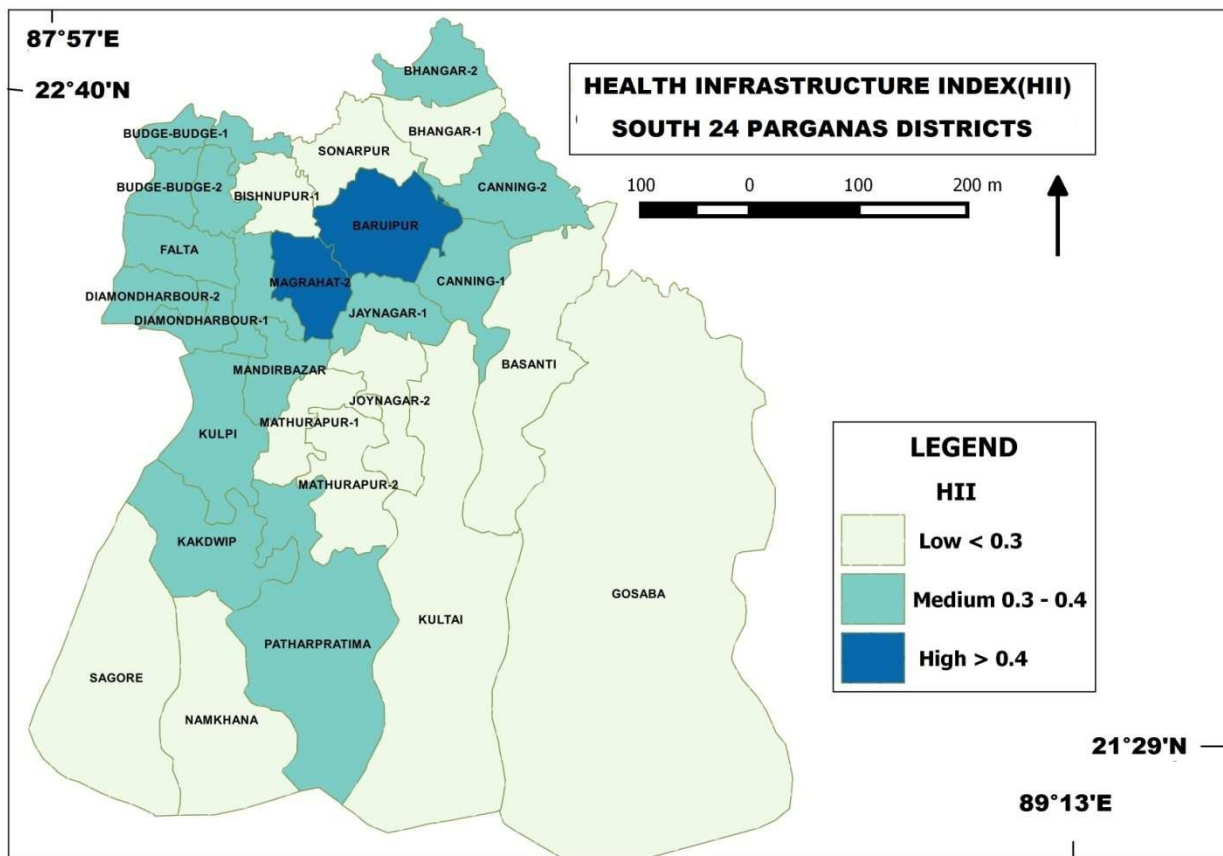 87°57'E
22°40'N
HEALTH INFRASTRUCTURE INDEX(HII)
SOUTH 24 PARGANAS DISTRICTS
100 0 100 200 m
BHANGAR-2
BUDGE-BUDGE-1
BHANGAR-1
SONARPUR
BUDGE-BUDGE-2
BISHNUPUR-1
CANNING-2
BARUIPUR
FALTA
MAGRAHAT-2
CANNING-1
DIAMONDHARBOUR-2
DIAMONDHARBOUR-1
JAYNAGAR-1
MANDIRBAZAR
BASANTI
JOYNAGAR-2
MATHURAPUR-1
KULPI
MATHURAPUR-2
KAKDWIP
GOSABA
KULTAI
PATHARPRATIMA
SAGORE
NAMKHANA
LEGEND
HII
Low < 0.3
Medium 0.3 - 0.4
High > 0.4
21°29'N
89°13'E